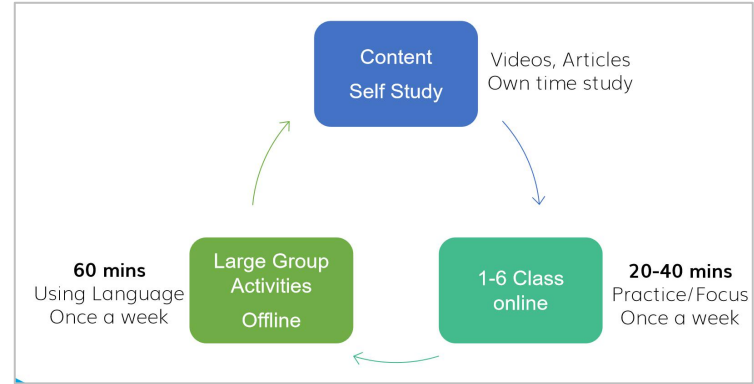 Content
Self Study
Videos, Articles
Own time study
Large Group
Activities
Offline
60 mins
Using Language
Once a week
1-6 Class
online
20-40 mins
Practice/Focus
Once a week